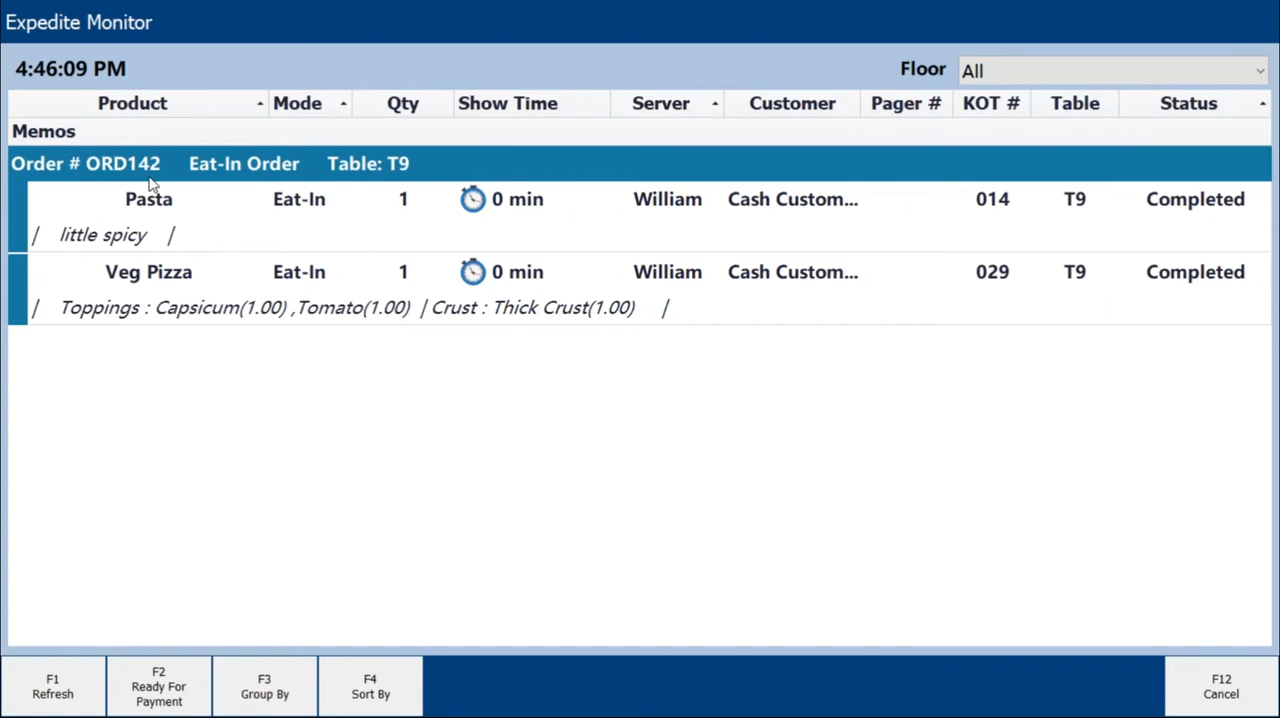 Expedite Monitor
4:46:09 PM Floor All
Product Mode Qty Show Time Server Customer Pager # KOT # Table Status
Memos
Order # ORD142 Eat-In Order Table: T9
Pasta Eat-In 1 0 min William Cash Custom... 014 T9 Completed
| little spicy |
Veg Pizza Eat-In 1 0 min William Cash Custom... 029 T9 Completed
| Toppings : Capsicum(1.00) ,Tomato(1.00) | Crust : Thick Crust(1.00) |
F1
Refresh
F2
Ready For
Payment
F3
Group By
F4
Sort By
F12
Cancel